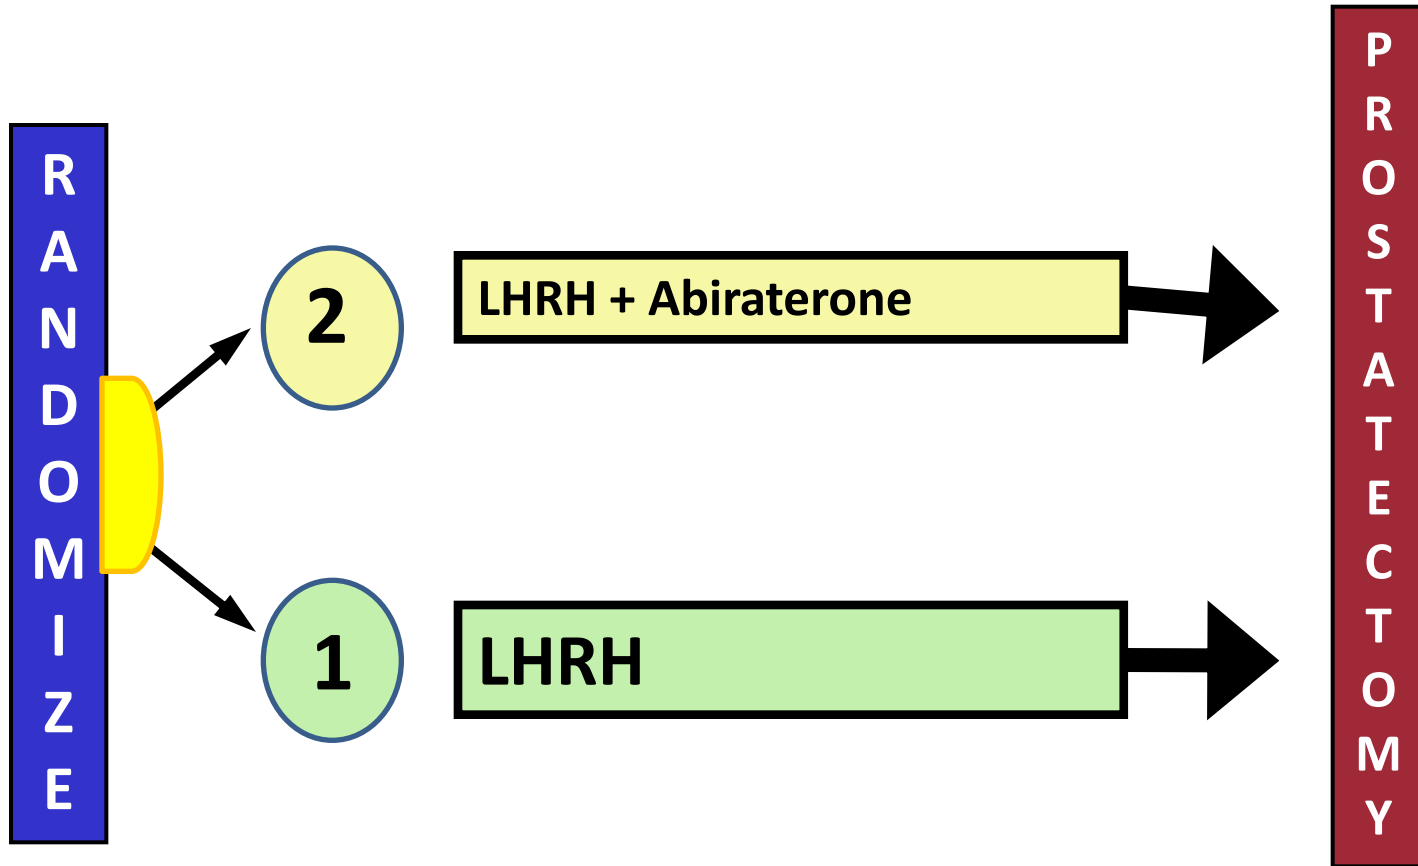 RANDOMIZE
2
LHRH + Abiraterone
1
LHRH
PROSTATECTOMY